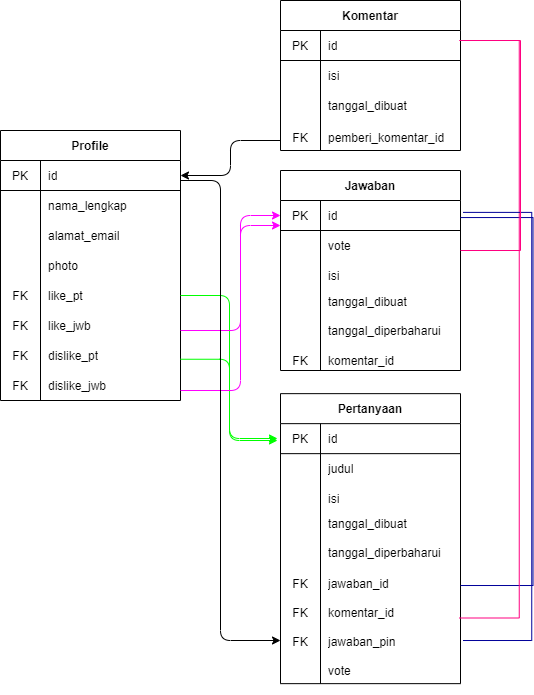 Komentar
PK id
isi
tanggal_dibuat
FK pemberi_komentar_id
Profile
PK id
nama_lengkap
alamat_email
photo
FK like_pt
FK like_jwb
FK dislike_pt
FK dislike_jwb
Jawaban
PK id
vote
isi
tanggal_dibuat
tanggal_diperbaharui
FK komentar_id
Pertanyaan
PK id
judul
isi
tanggal_dibuat
tanggal_diperbaharui
FK jawaban_id
FK komentar_id
FK jawaban_pin
vote